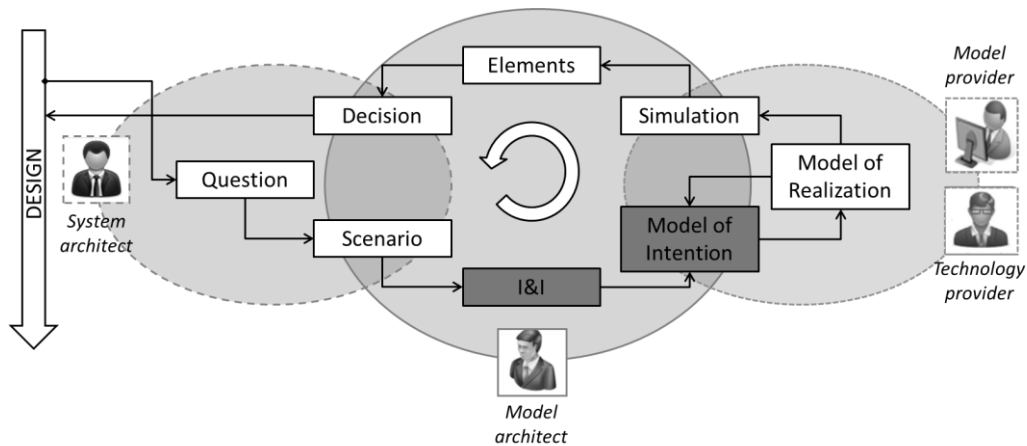 Elements
Decision
Simulation
Model
provider
DESIGN
Question
Model of
Realization
System
architect
Scenario
Model of
Intention
I&I
Technology
provider
Model
architect